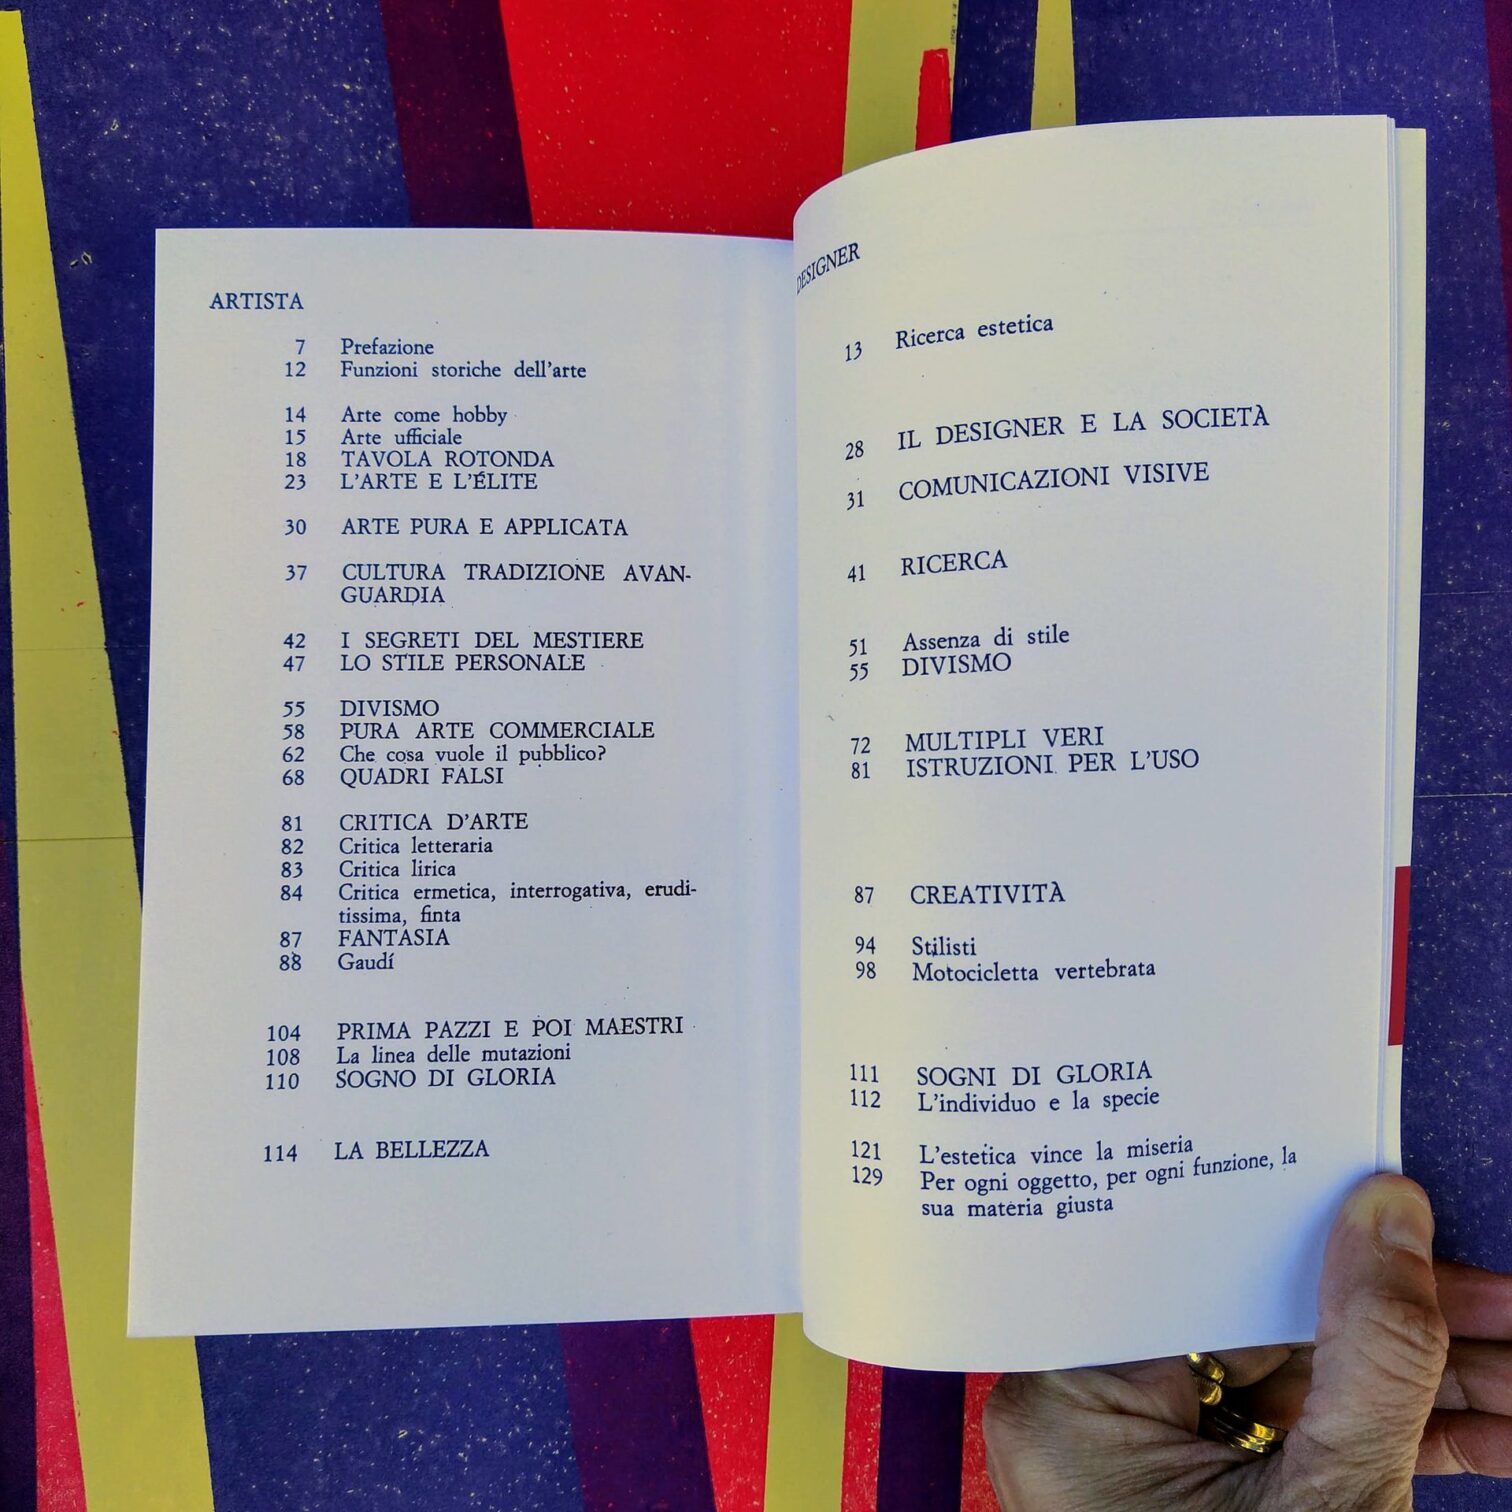 ARTISTA
7 Prefazione
12 Funzioni storiche dell'arte
14 Arte come hobby
15 Arte ufficiale
18 TAVOLA ROTONDA
23 L'ARTE E L'ÉLITE
30 ARTE PURA E APPLICATA
37 CULTURA TRADIZIONE AVAN-
GUARDIA
42 I SEGRETI DEL MESTIERE
47 LO STILE PERSONALE
55 DIVISMO
58 PURA ARTE COMMERCIALE
62 Che cosa vuole il pubblico?
68 QUADRI FALSI
81 CRITICA D'ARTE
82 Critica letteraria
83 Critica lirica
84 Critica ermetica, interrogativa, erudi-
tissima, finta
87 FANTASIA
88 Gaudí
104 PRIMA PAZZI E POI MAESTRI
108 La linea delle mutazioni
110 SOGNO DI GLORIA
114 LA BELLEZZA
DESIGNER
13 Ricerca estetica
28 IL DESIGNER E LA SOCIETÀ
31 COMUNICAZIONI VISIVE
41 RICERCA
51 Assenza di stile
55 DIVISMO
72 MULTIPLI VERI
81 ISTRUZIONI PER L'USO
87 CREATIVITÀ
94 Stilisti
98 Motocicletta vertebrata
111 SOGNI DI GLORIA
112 L'individuo e la specie
121 L'estetica vince la miseria
129 Per ogni oggetto, per ogni funzione, la
sua materia giusta